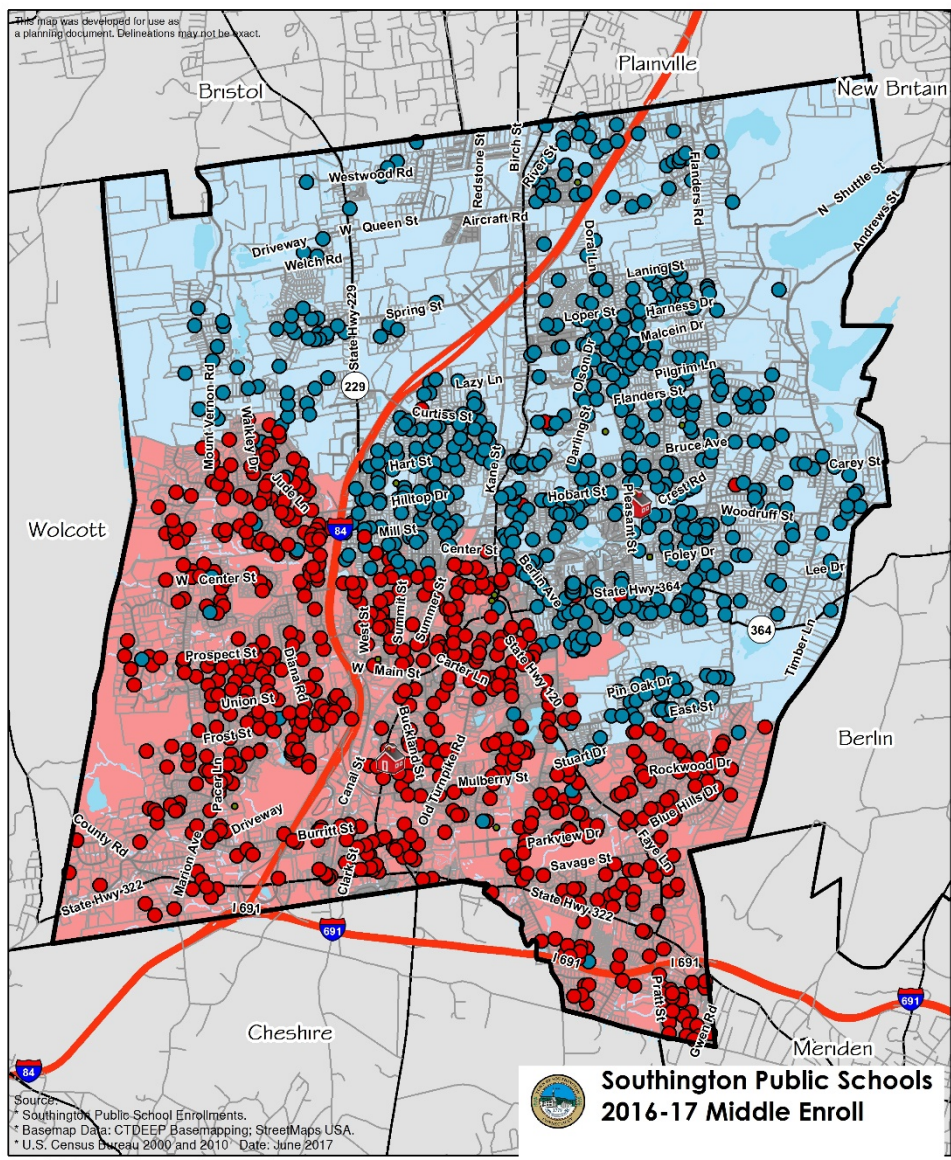 This map was developed for use as
a planning document. Delineations may not be exact.
Plainville
Bristol
New Britain
Westwood Rd
Redstone St
Birch St
River St
Flanders Rd
N Shuttle St
Andrews St
W Queen St
Aircraft Rd
Driveway
Welch Rd
Doral Ln
Laning St
State Hwy 229
Spring St
Loper St
Harness Dr
Malcein Dr
229
Mount Vernon Rd
Walkley Dr
Lazy Ln
Olson Dr
Pilgrim Ln
Flanders St
Curtiss St
Darling St
Bruce Ave
Hart St
Kane St
Carey St
Jude Ln
Hilltop Dr
Hobart St
Pleasant St
Crest Rd
Woodruff St
Wolcott
84
Mill St
Center St
Foley Dr
Lee Dr
W Center St
West St
Summit St
Summer St
Berlin Ave
State Hwy 364
364
Timber Ln
Prospect St
Diana Rd
W Main St
Carter Ln
State Hwy 120
Pin Oak Dr
Union St
East St
Frost St
Buckland St
Berlin
Pacer Ln
Canal St
Old Turnpike Rd
Stuart Dr
Rockwood Dr
Mulberry St
Blue Hills Dr
County Rd
Marion Ave
Driveway
Burritt St
Clark St
Parkview Dr
Faye Ln
Savage St
State Hwy 322
State Hwy 322
I 691
691
I 691
I 691
Pratt St
Gwen Rd
691
Cheshire
Meriden
84
Source:
* Southington Public School Enrollments.
* Basemap Data: CTDEEP Basemapping; StreetMaps USA.
* U.S. Census Bureau 2000 and 2010 Date: June 2017
Southington Public Schools
2016-17 Middle Enroll